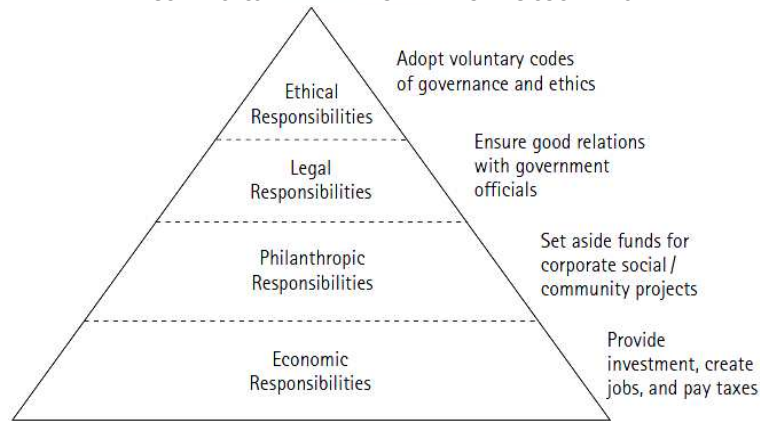 Ethical
Responsibilities
Adopt voluntary codes
of governance and ethics
Legal
Responsibilities
Ensure good relations
with government
officials
Philanthropic
Responsibilities
Set aside funds for
corporate social /
community projects
Economic
Responsibilities
Provide
investment, create
jobs, and pay taxes